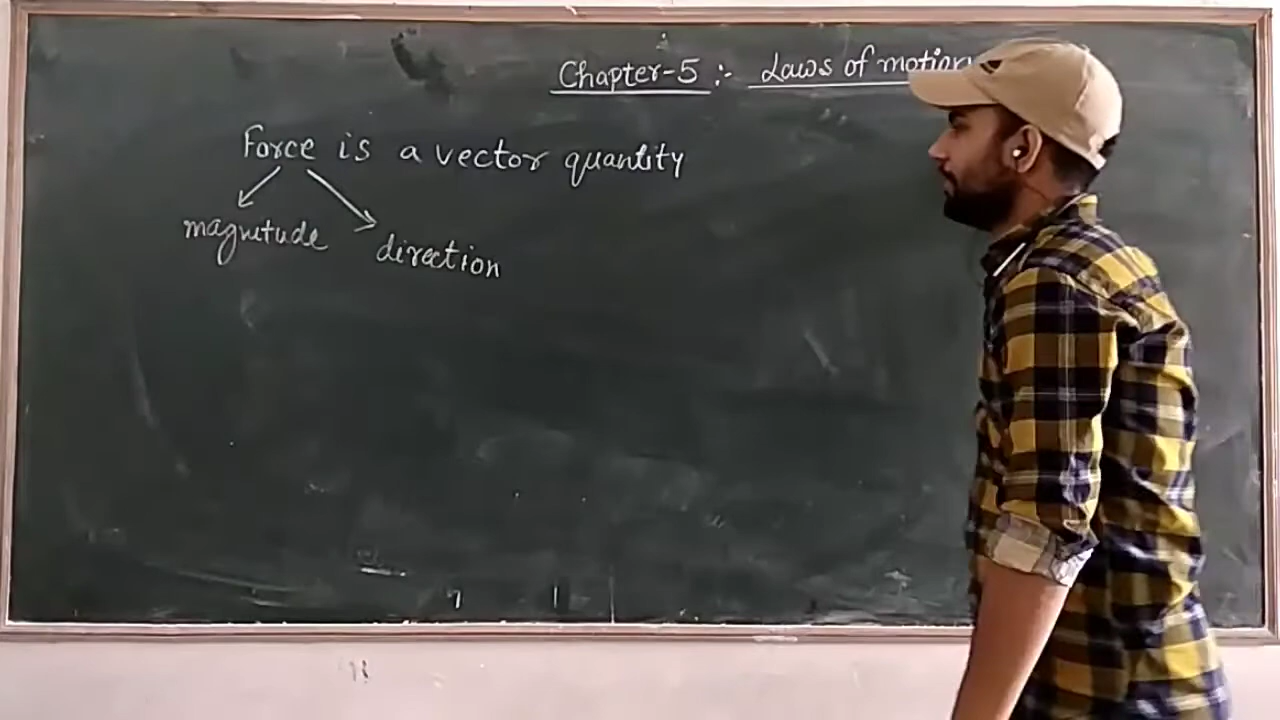 Chapter-5 :- Laws of motion
Force is a vector quantity
magnitude
direction